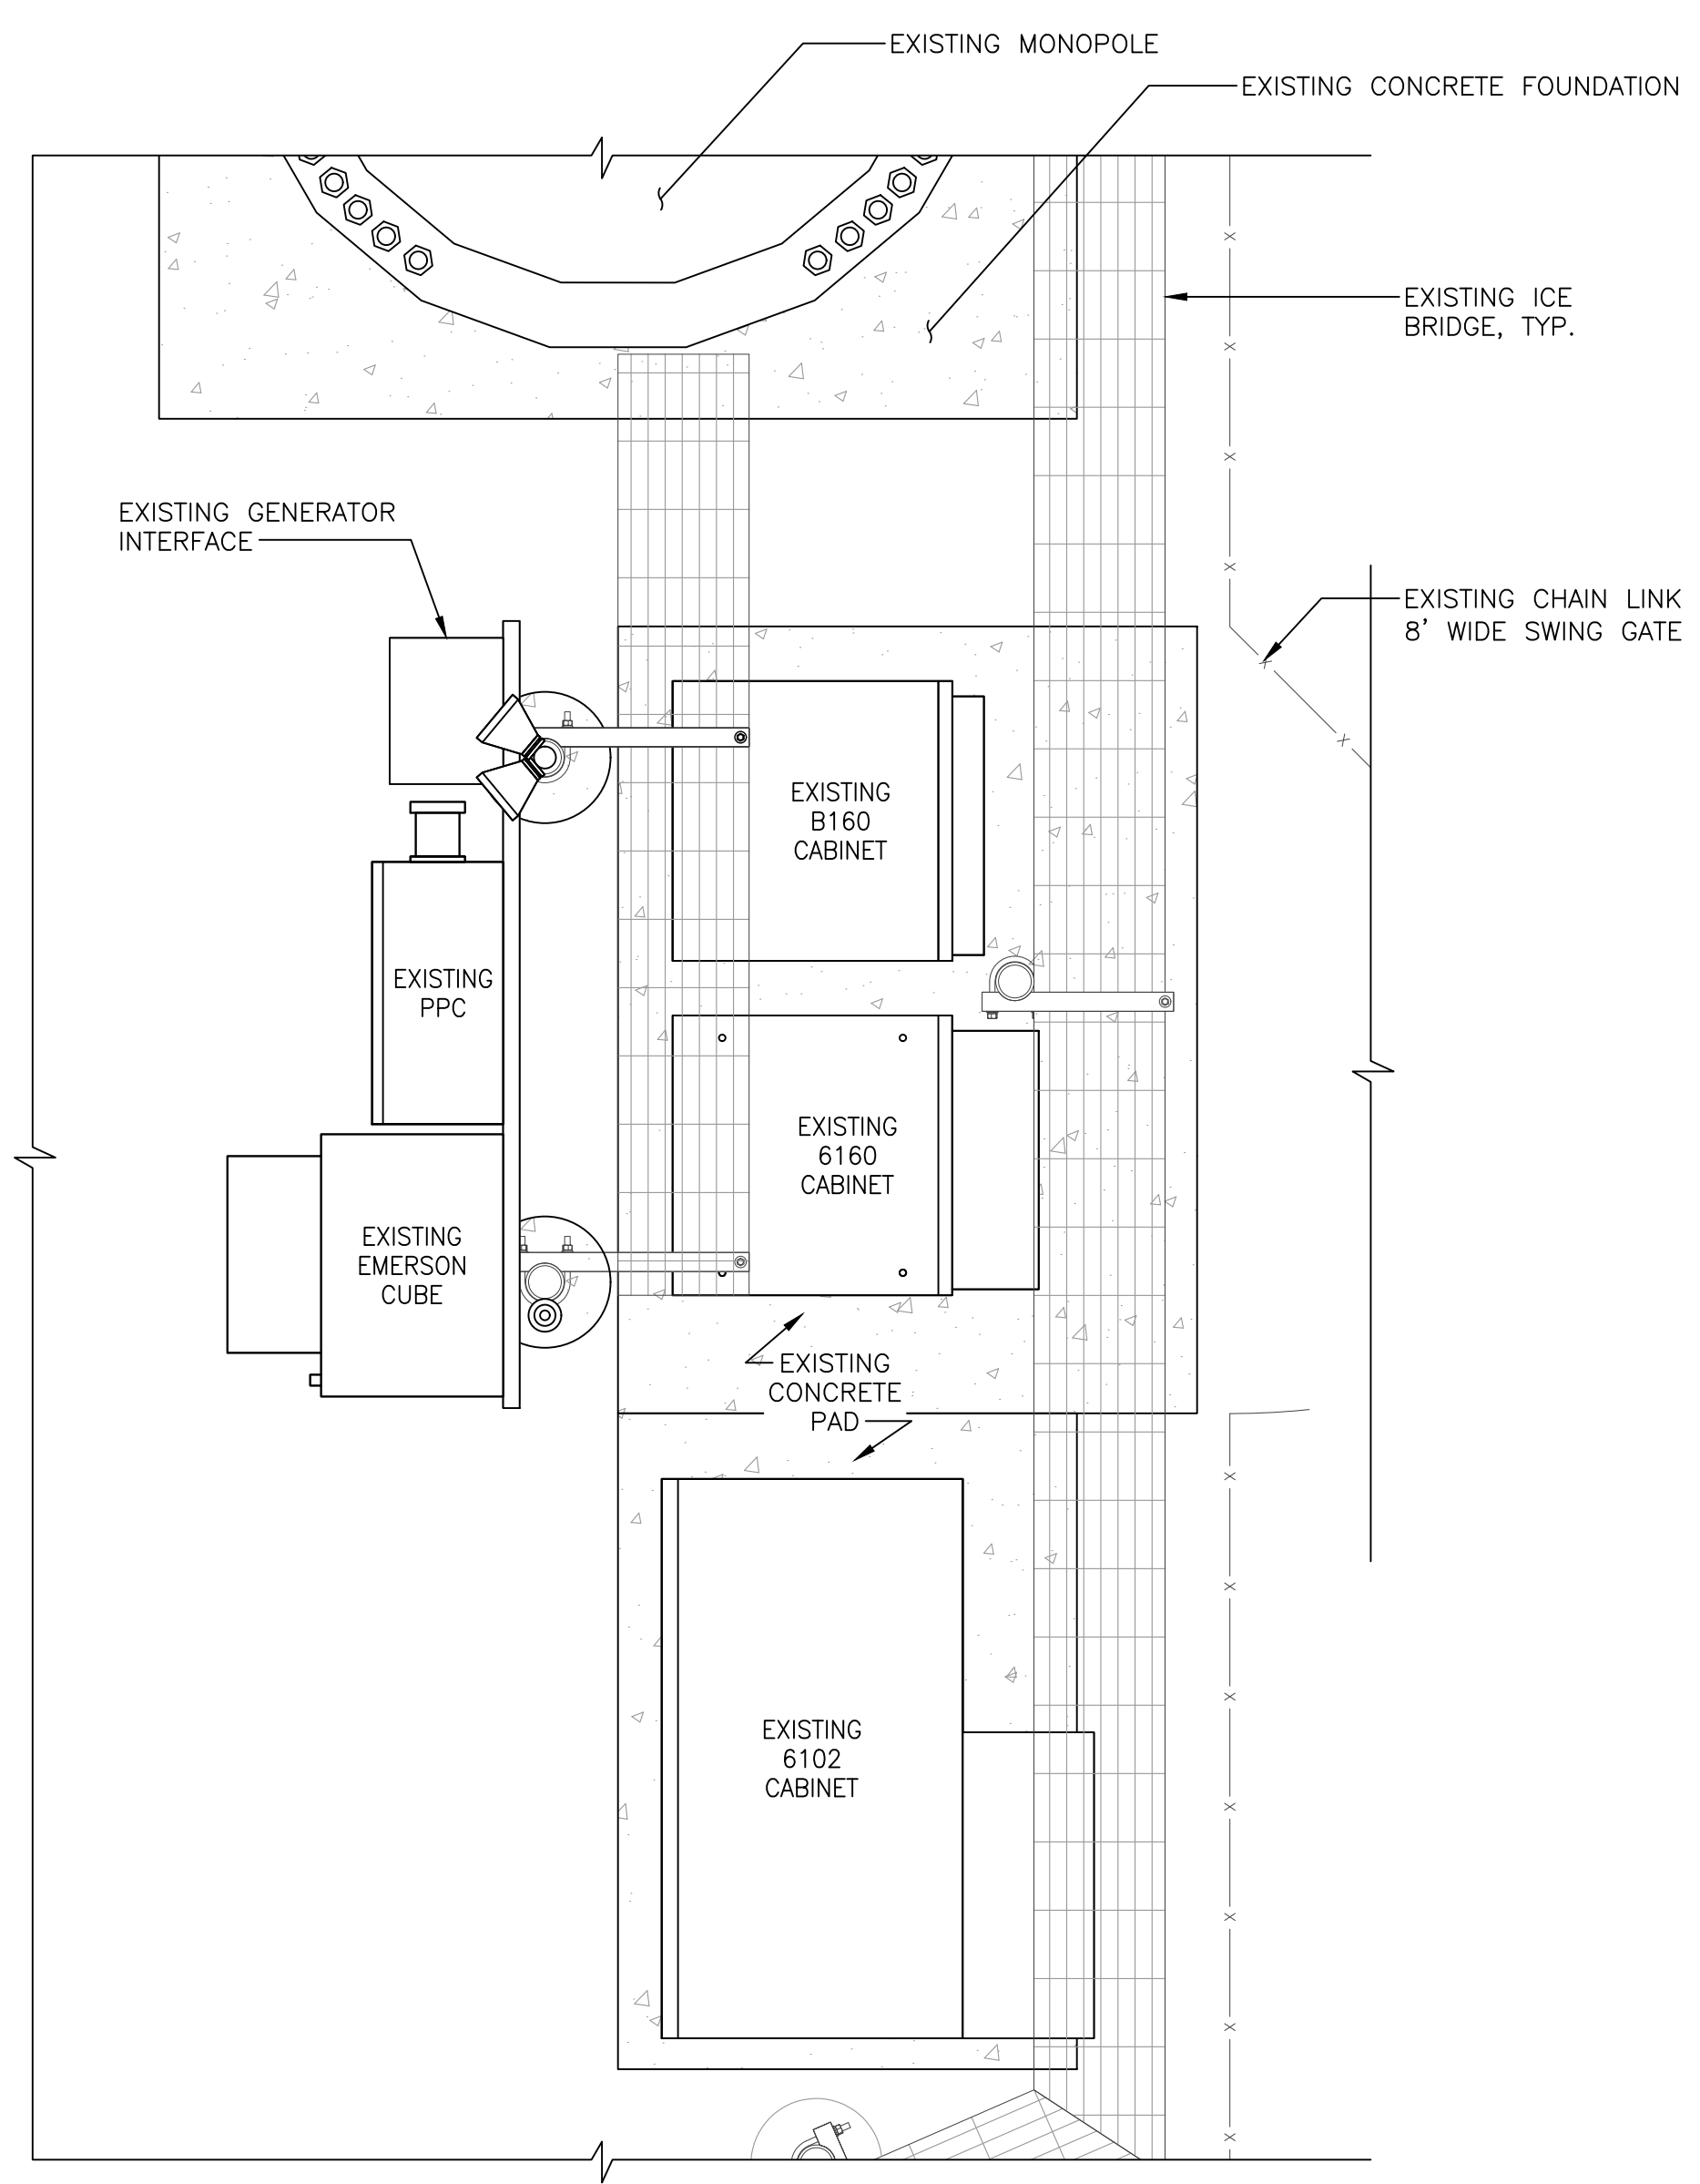 EXISTING MONOPOLE
EXISTING CONCRETE FOUNDATION
EXISTING ICE
BRIDGE, TYP.
EXISTING GENERATOR
INTERFACE
EXISTING CHAIN LINK
8' WIDE SWING GATE
EXISTING
B160
CABINET
EXISTING
PPC
EXISTING
6160
CABINET
EXISTING
EMERSON
CUBE
EXISTING
CONCRETE
PAD
EXISTING
6102
CABINET